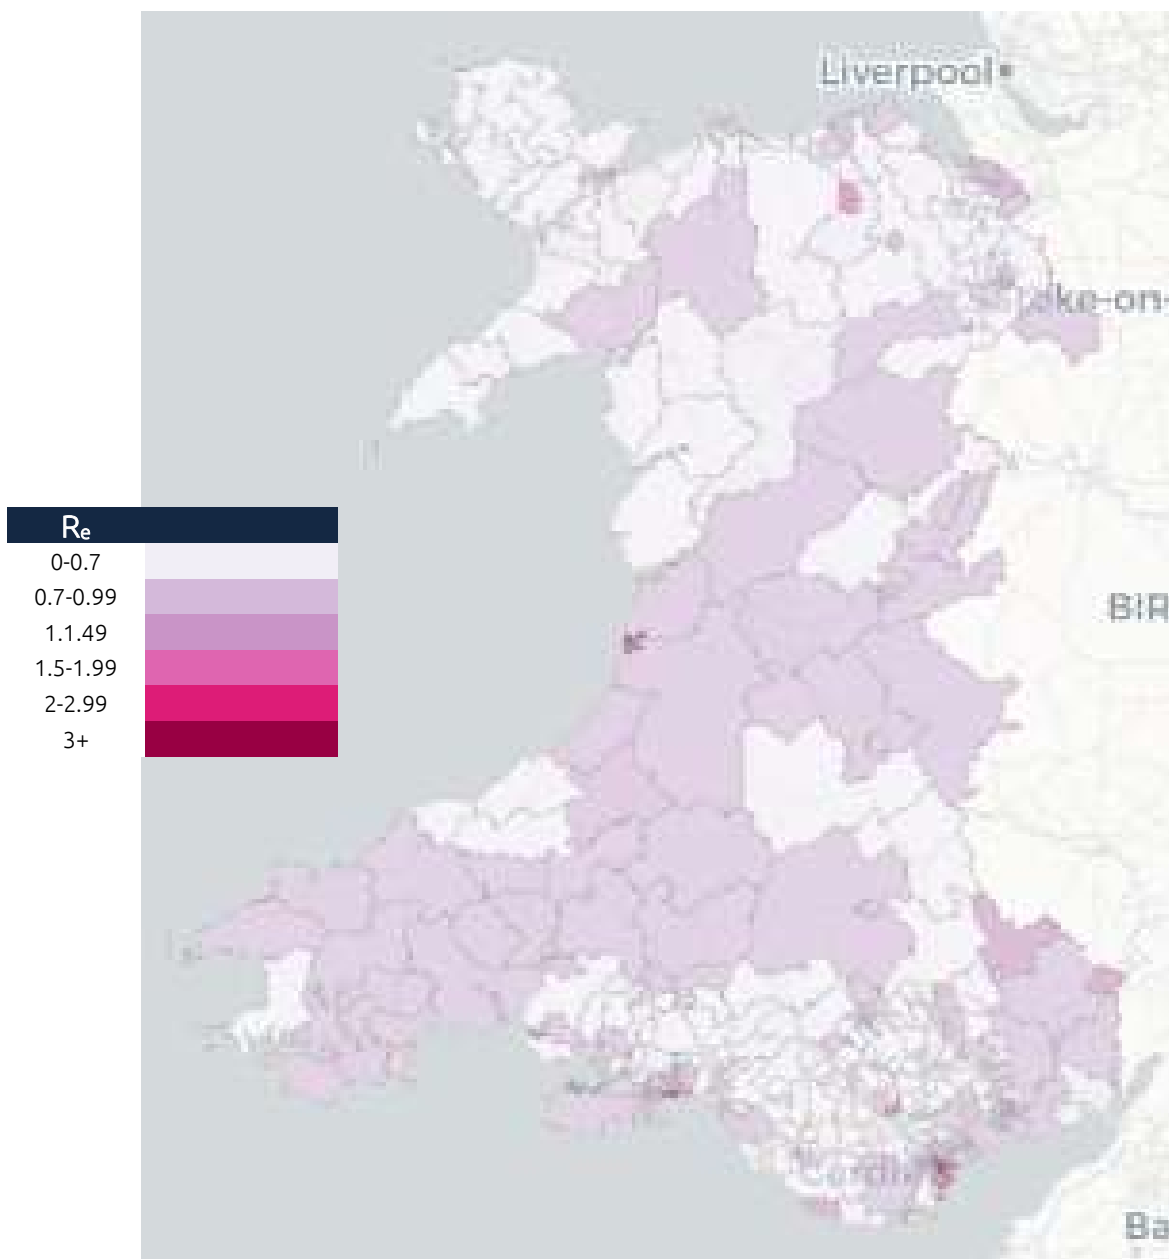 Liverpool
ke-on-
Re
0-0.7
0.7-0.99
1.1.49
1.5-1.99
2-2.99
3+
BIR
Cardiff
Ba